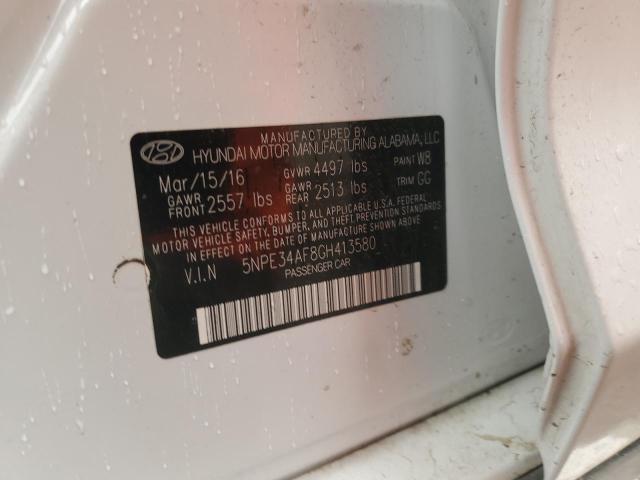 MANUFACTURED BY
HYUNDAI MOTOR MANUFACTURING ALABAMA, LLC
Mar/15/16 GVWR 4497 lbs PAINT W8
GAWR FRONT 2557 lbs GAWR REAR 2513 lbs TRIM GG
THIS VEHICLE CONFORMS TO ALL APPLICABLE U.S.A. FEDERAL
MOTOR VEHICLE SAFETY, BUMPER, AND THEFT PREVENTION STANDARDS
IN EFFECT ON THE DATE OF MANUFACTURE SHOWN ABOVE.
V.I.N 5NPE34AF8GH413580
PASSENGER CAR